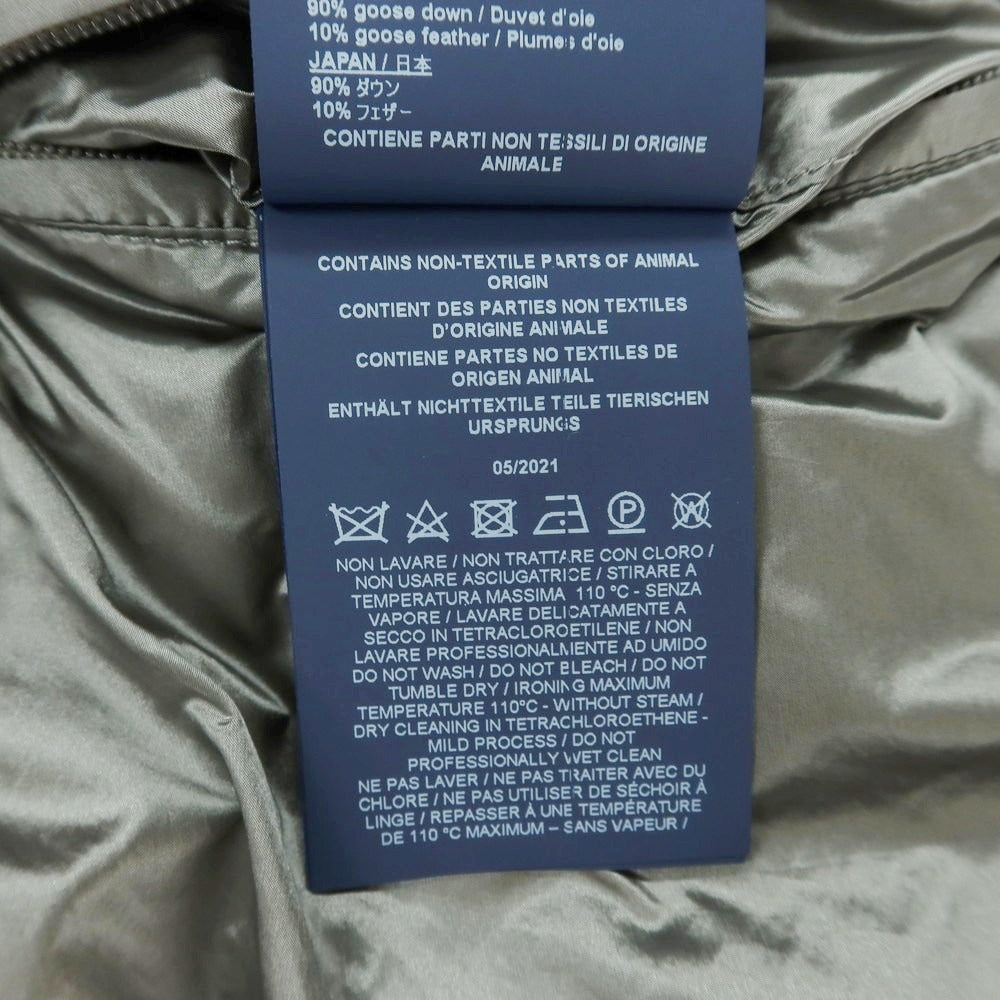 90% goose down / Duvet d'oie
10% goose feather / Plumes d'oie
JAPAN / 日本
90% ダウン
10% フェザー
CONTIENE PARTI NON TESSILI DI ORIGINE
ANIMALE
CONTAINS NON-TEXTILE PARTS OF ANIMAL
ORIGIN
CONTIENT DES PARTIES NON TEXTILES
D'ORIGINE ANIMALE
CONTIENE PARTES NO TEXTILES DE
ORIGEN ANIMAL
ENTHÄLT NICHTTEXTILE TEILE TIERISCHEN
URSPRUNGS
05/2021
P W
NON LAVARE / NON TRATTARE CON CLORO /
NON USARE ASCIUGATRICE / STIRARE A
TEMPERATURA MASSIMA 110 °C - SENZA
VAPORE / LAVARE DELICATAMENTE A
SECCO IN TETRACLOROETILENE / NON
LAVARE PROFESSIONALMENTE AD UMIDO
DO NOT WASH / DO NOT BLEACH / DO NOT
TUMBLE DRY / IRONING MAXIMUM
TEMPERATURE 110°C - WITHOUT STEAM /
DRY CLEANING IN TETRACHLOROETHENE -
MILD PROCESS / DO NOT
PROFESSIONALLY WET CLEAN
NE PAS LAVER / NE PAS TRAITER AVEC DU
CHLORE / NE PAS UTILISER DE SÉCHOIR À
LINGE / REPASSER À UNE TEMPÉRATURE
DE 110 °C MAXIMUM – SANS VAPEUR /